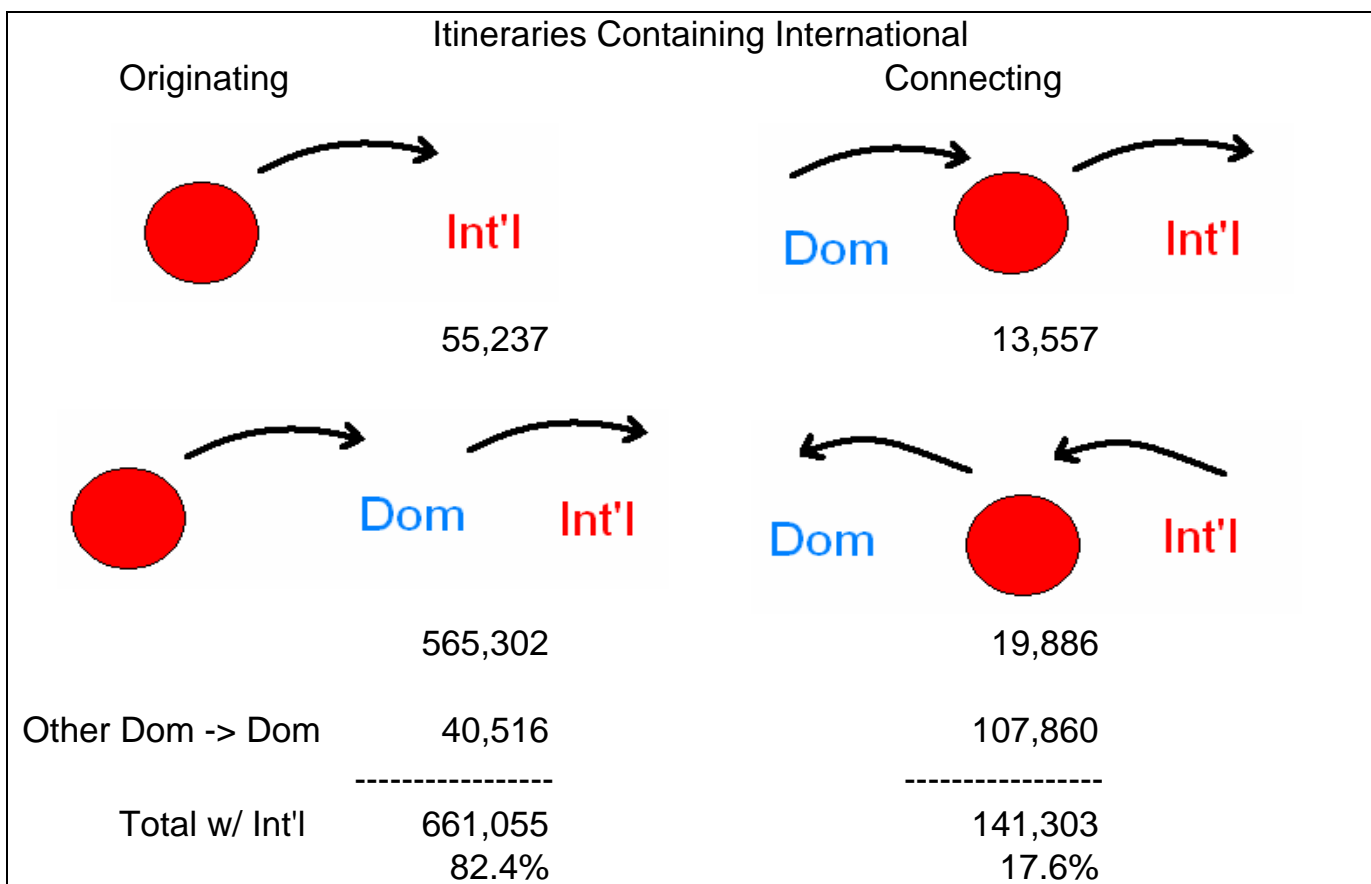 Itineraries Containing International
Originating Connecting
Int'l Dom Int'l
55,237 13,557
Dom Int'l Dom Int'l
565,302 19,886
Other Dom -> Dom 40,516 107,860
----------------- -----------------
Total w/ Int'l 661,055 141,303
82.4% 17.6%